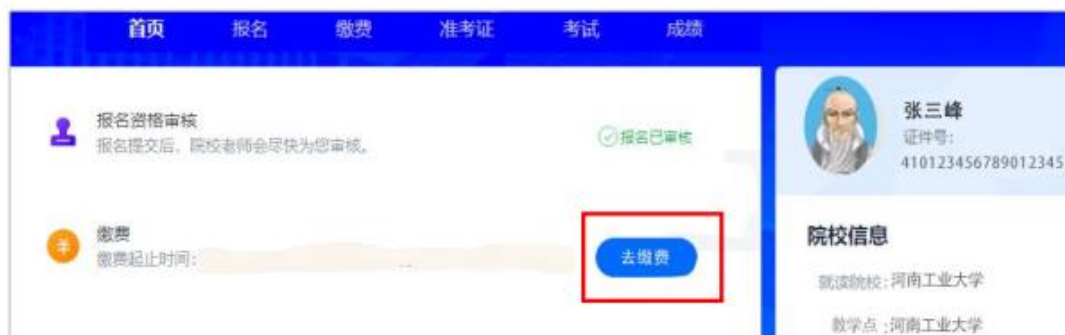 首页 报名 缴费 准考证 考试 成绩
报名资格审核
报名提交后，院校老师会尽快为您审核。
报名已审核
缴费
缴费起止时间：
去缴费
张三峰
证件号：
410123456789012345
院校信息
就读院校：河南工业大学
教学点：河南工业大学